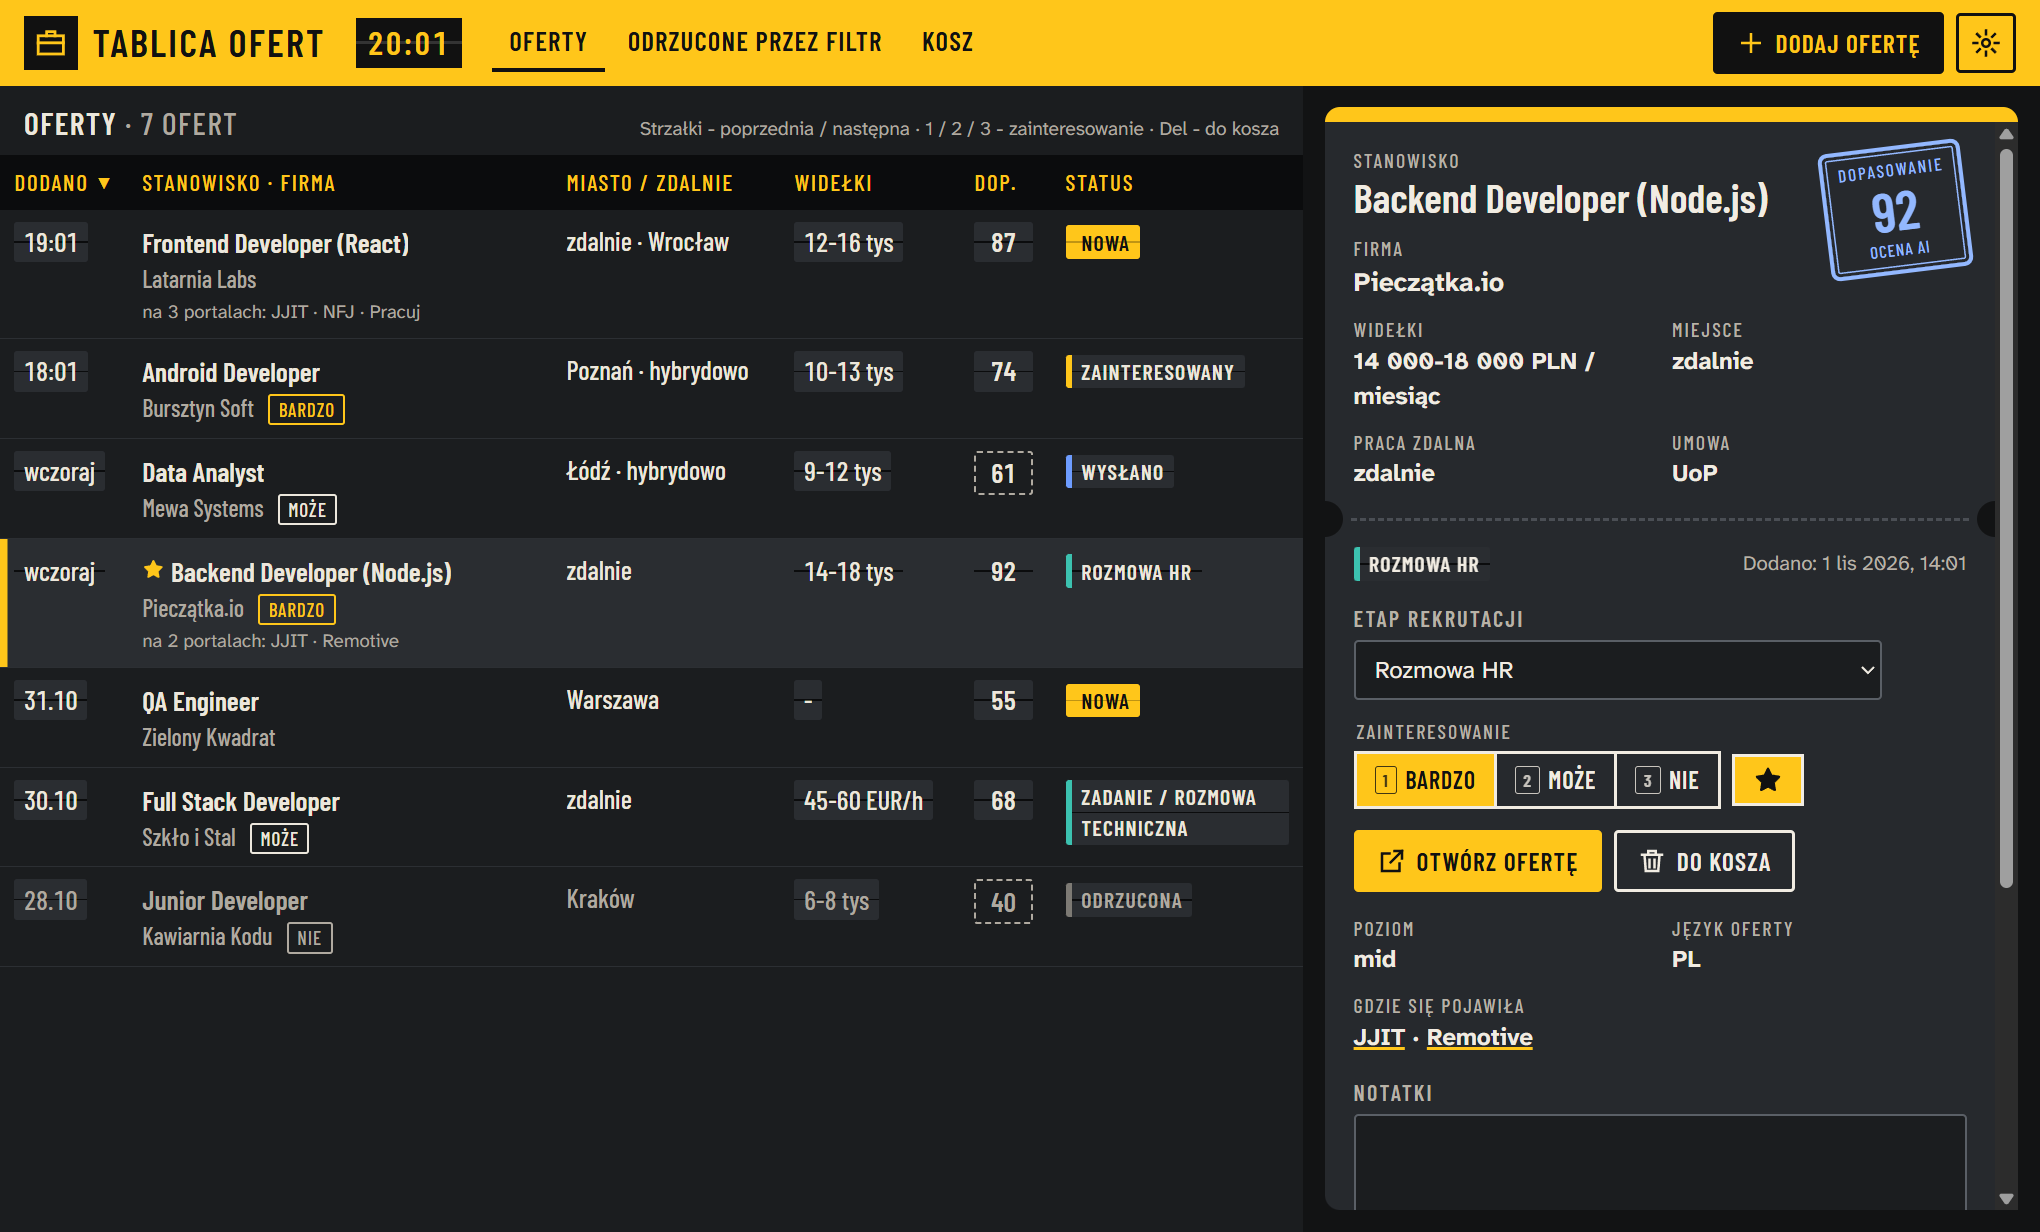 TABLICA OFERT
20:01
OFERTY
ODRZUCONE PRZEZ FILTR
KOSZ
DODAJ OFERTĘ
OFERTY · 7 OFERT
Strzałki - poprzednia / następna · 1 / 2 / 3 - zainteresowanie · Del - do kosza
DODANO ▼ STANOWISKO · FIRMA MIASTO / ZDALNIE WIDEŁKI DOP. STATUS
19:01 Frontend Developer (React) zdalnie · Wrocław 12-16 tys 87 NOWA
Latarnia Labs
na 3 portalach: JJIT · NFJ · Pracuj
18:01 Android Developer Poznań · hybrydowo 10-13 tys 74 ZAINTERESOWANY
Bursztyn Soft BARDZO
wczoraj Data Analyst Łódź · hybrydowo 9-12 tys 61 WYSŁANO
Mewa Systems MOŻE
wczoraj Backend Developer (Node.js) zdalnie 14-18 tys 92 ROZMOWA HR
Pieczątka.io BARDZO
na 2 portalach: JJIT · Remotive
31.10 QA Engineer Warszawa - 55 NOWA
Zielony Kwadrat
30.10 Full Stack Developer zdalnie 45-60 EUR/h 68 ZADANIE / ROZMOWA
TECHNICZNA
Szkło i Stal MOŻE
28.10 Junior Developer Kraków 6-8 tys 40 ODRZUCONA
Kawiarnia Kodu NIE
STANOWISKO
Backend Developer (Node.js)
DOPASOWANIE
92
OCENA AI
FIRMA
Pieczątka.io
WIDEŁKI
14 000-18 000 PLN /
miesiąc
MIEJSCE
zdalnie
PRACA ZDALNA
zdalnie
UMOWA
UoP
ROZMOWA HR
Dodano: 1 lis 2026, 14:01
ETAP REKRUTACJI
Rozmowa HR
ZAINTERESOWANIE
1 BARDZO
2 MOŻE
3 NIE
OTWÓRZ OFERTĘ
DO KOSZA
POZIOM
mid
JĘZYK OFERTY
PL
GDZIE SIĘ POJAWIŁA
JJIT · Remotive
NOTATKI